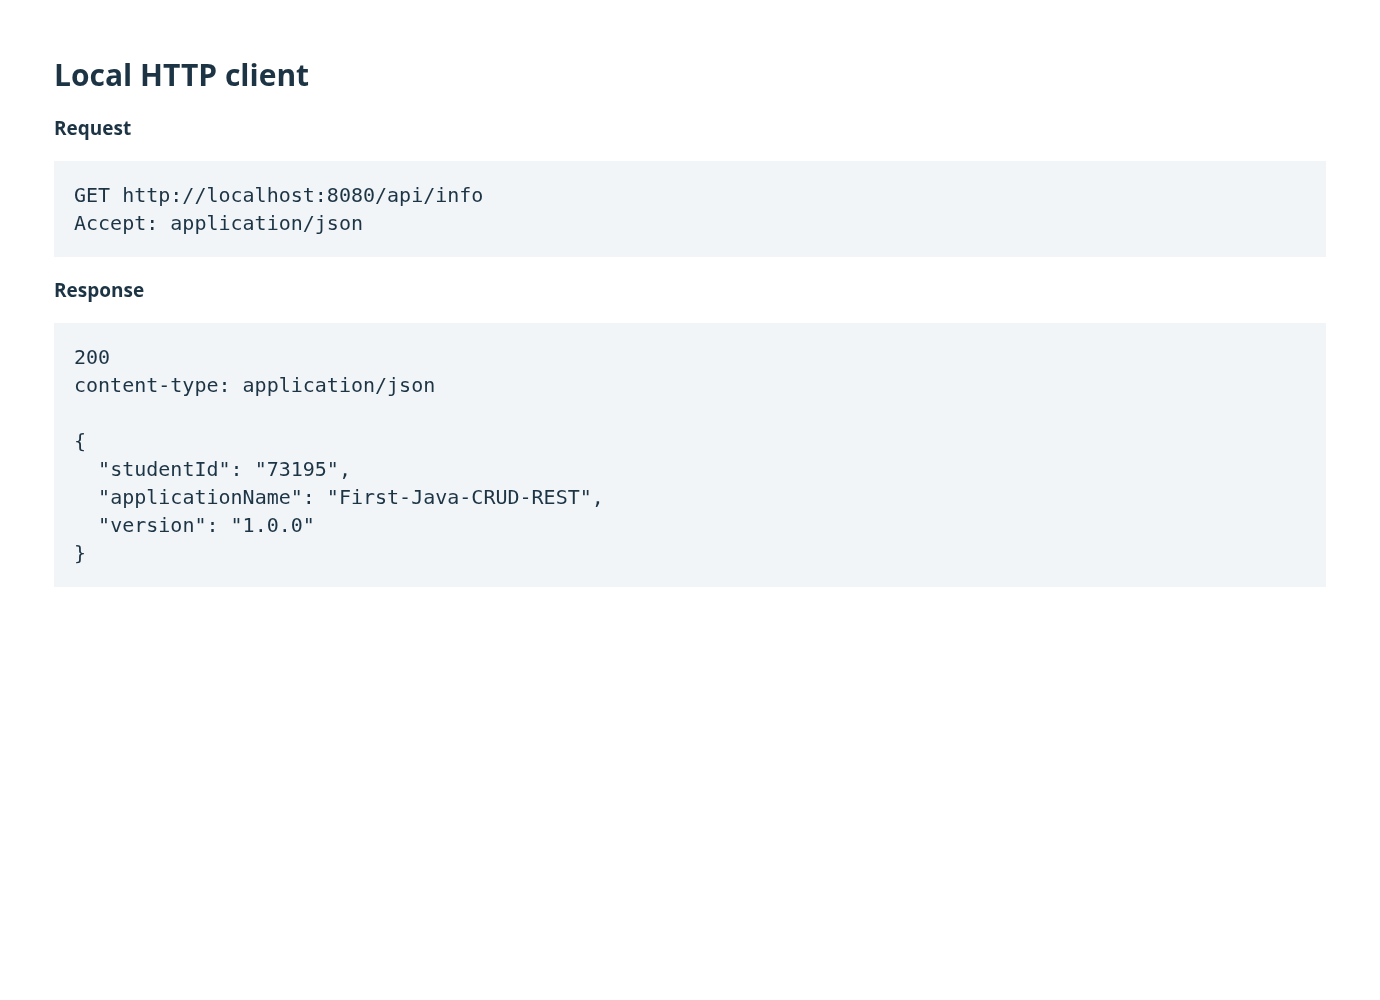 Local HTTP client
Request
GET http://localhost:8080/api/info
Accept: application/json
Response
200
content-type: application/json
{
  "studentId": "73195",
  "applicationName": "First-Java-CRUD-REST",
  "version": "1.0.0"
}